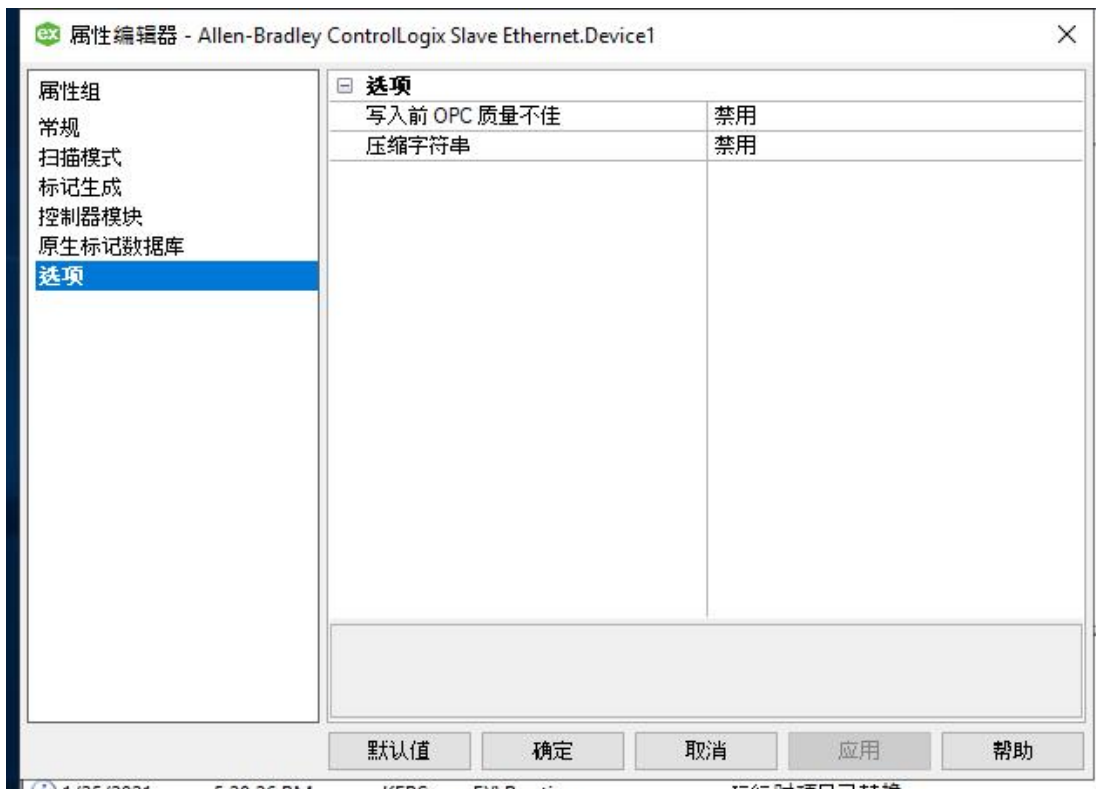 属性编辑器 - Allen-Bradley ControlLogix Slave Ethernet.Device1
属性组
常规
扫描模式
标记生成
控制器模块
原生标记数据库
选项
选项
写入前 OPC 质量不佳 禁用
压缩字符串 禁用
默认值 确定 取消 应用 帮助